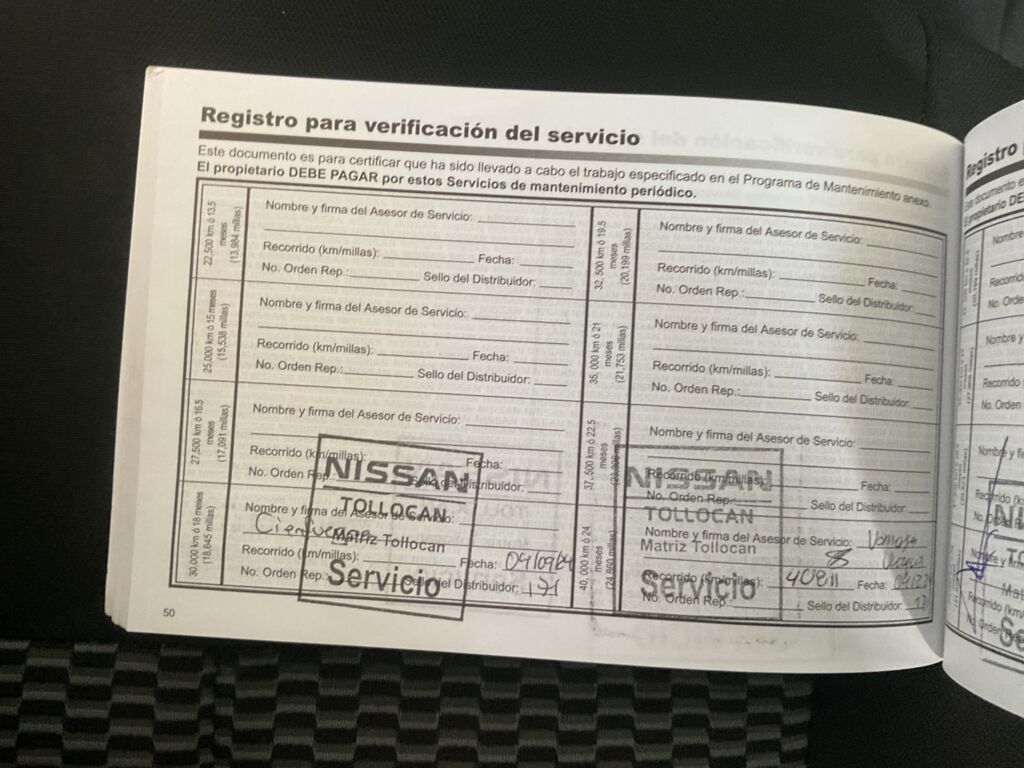 Registro para verificación del servicio
Este documento es para certificar que ha sido llevado a cabo el trabajo especificado en el Programa de Mantenimiento anexo.
El propietario DEBE PAGAR por estos Servicios de mantenimiento periódico.
22,500 km ó 13.5 meses (13,984 millas)
Nombre y firma del Asesor de Servicio:
Recorrido (km/millas): Fecha:
No. Orden Rep.: Sello del Distribuidor:
25,000 km ó 15 meses (15,538 millas)
Nombre y firma del Asesor de Servicio:
Recorrido (km/millas): Fecha:
No. Orden Rep.: Sello del Distribuidor:
27,500 km ó 16.5 meses (17,091 millas)
Nombre y firma del Asesor de Servicio:
Recorrido (km/millas): Fecha:
No. Orden Rep.: Sello del Distribuidor:
30,000 km ó 18 meses (18,645 millas)
Nombre y firma del Asesor de Servicio:
Cienfuegos
Recorrido (km/millas): Fecha:
No. Orden Rep.: Sello del Distribuidor: 171
NISSAN
TOLLOCAN
Matriz Tollocan
Servicio
32,500 km ó 19.5 meses (20,199 millas)
Nombre y firma del Asesor de Servicio:
Recorrido (km/millas): Fecha:
No. Orden Rep.: Sello del Distribuidor:
35,000 km ó 21 meses (21,753 millas)
Nombre y firma del Asesor de Servicio:
Recorrido (km/millas): Fecha:
No. Orden Rep.: Sello del Distribuidor:
37,500 km ó 22.5 meses
Nombre y firma del Asesor de Servicio:
Recorrido (km/millas): Fecha:
No. Orden Rep.: Sello del Distribuidor:
40,000 km ó 24 meses (24,860 millas)
Nombre y firma del Asesor de Servicio:
Recorrido (km/millas): 40811 Fecha:
No. Orden Rep.: Sello del Distribuidor:
NISSAN
TOLLOCAN
Matriz Tollocan
Servicio
50
Registro